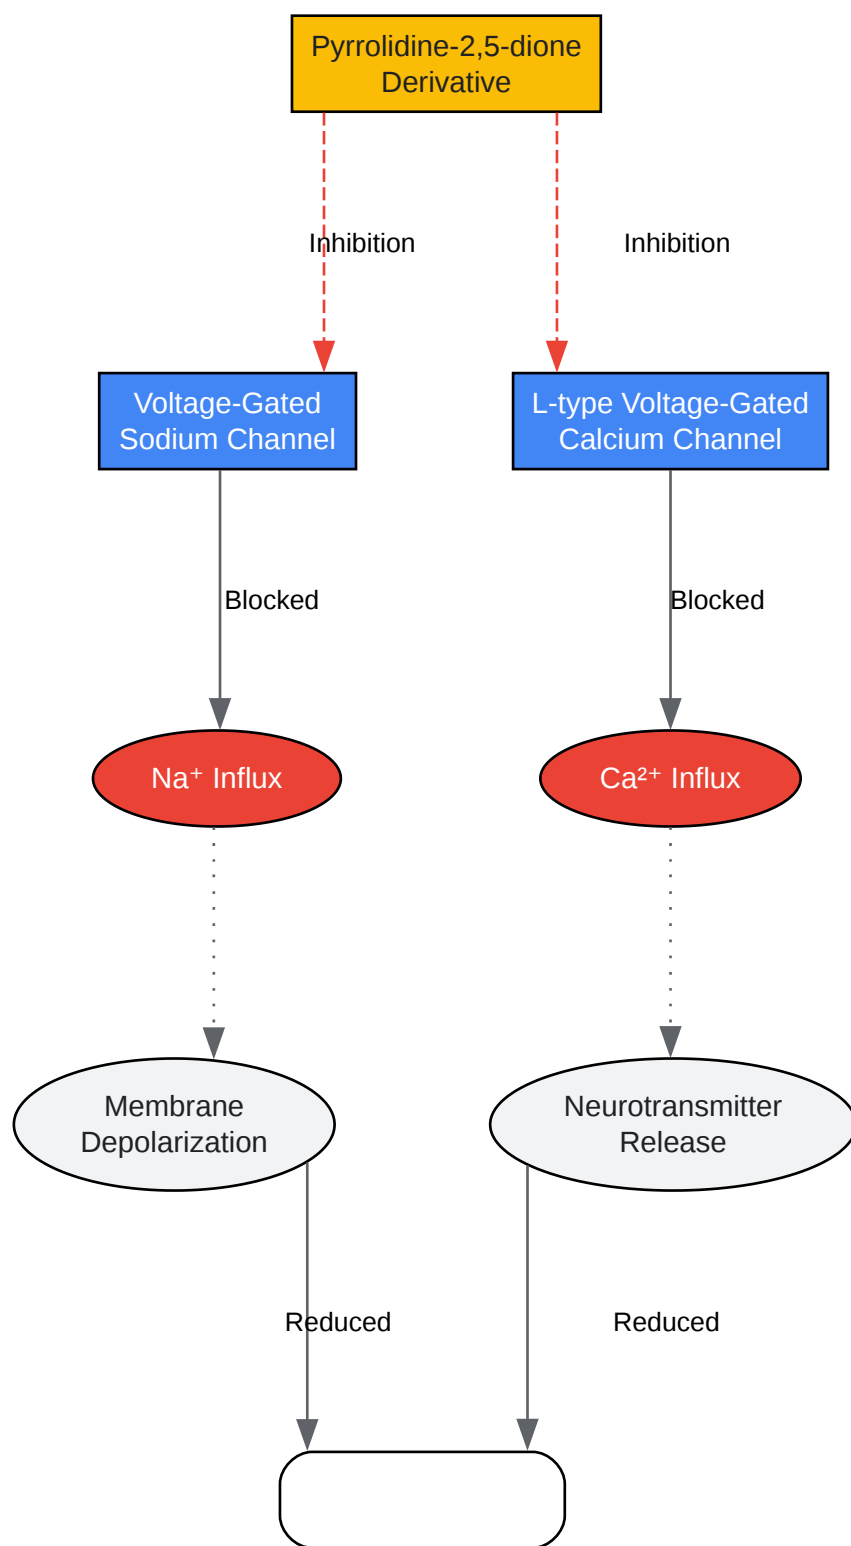 Pyrrolidine-2,5-dione
Derivative
Inhibition
Inhibition
Voltage-Gated
Sodium Channel
L-type Voltage-Gated
Calcium Channel
Blocked
Blocked
Na⁺ Influx
Ca²⁺ Influx
Membrane
Depolarization
Neurotransmitter
Release
Reduced
Reduced